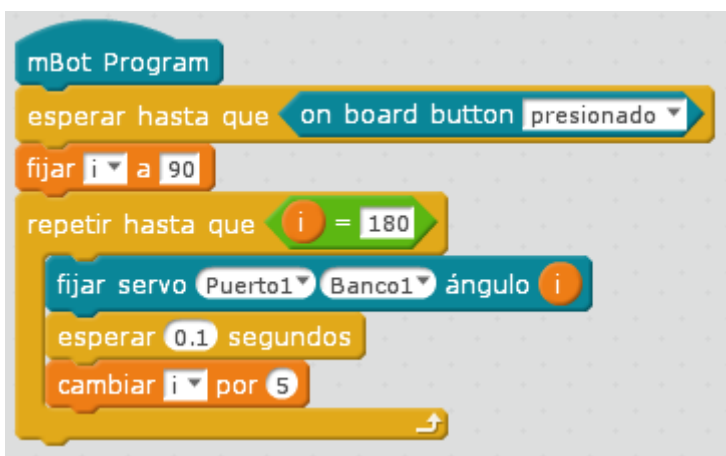 mBot Program
esperar hasta que on board button presionado
fijar i a 90
repetir hasta que i = 180
fijar servo Puerto1 Banco1 ángulo i
esperar 0.1 segundos
cambiar i por 5